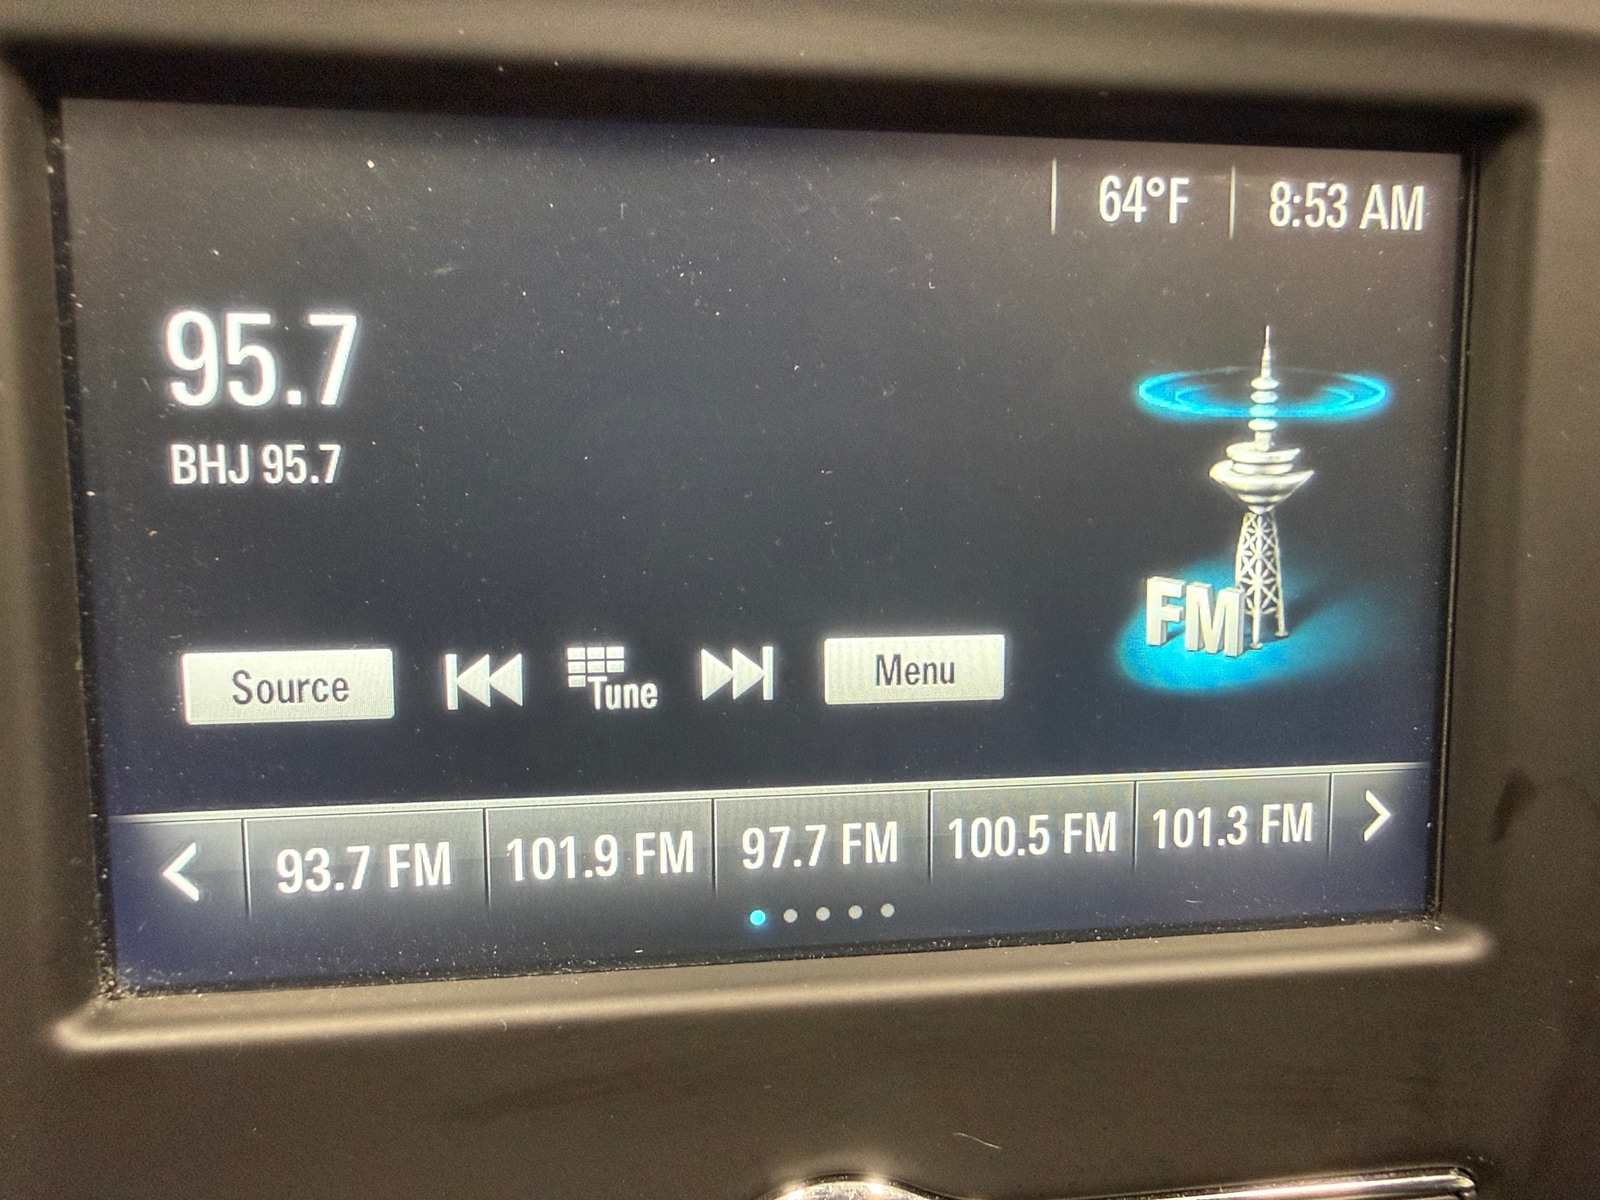 64°F 8:53 AM
95.7
BHJ 95.7
FM
Source Tune Menu
93.7 FM 101.9 FM 97.7 FM 100.5 FM 101.3 FM